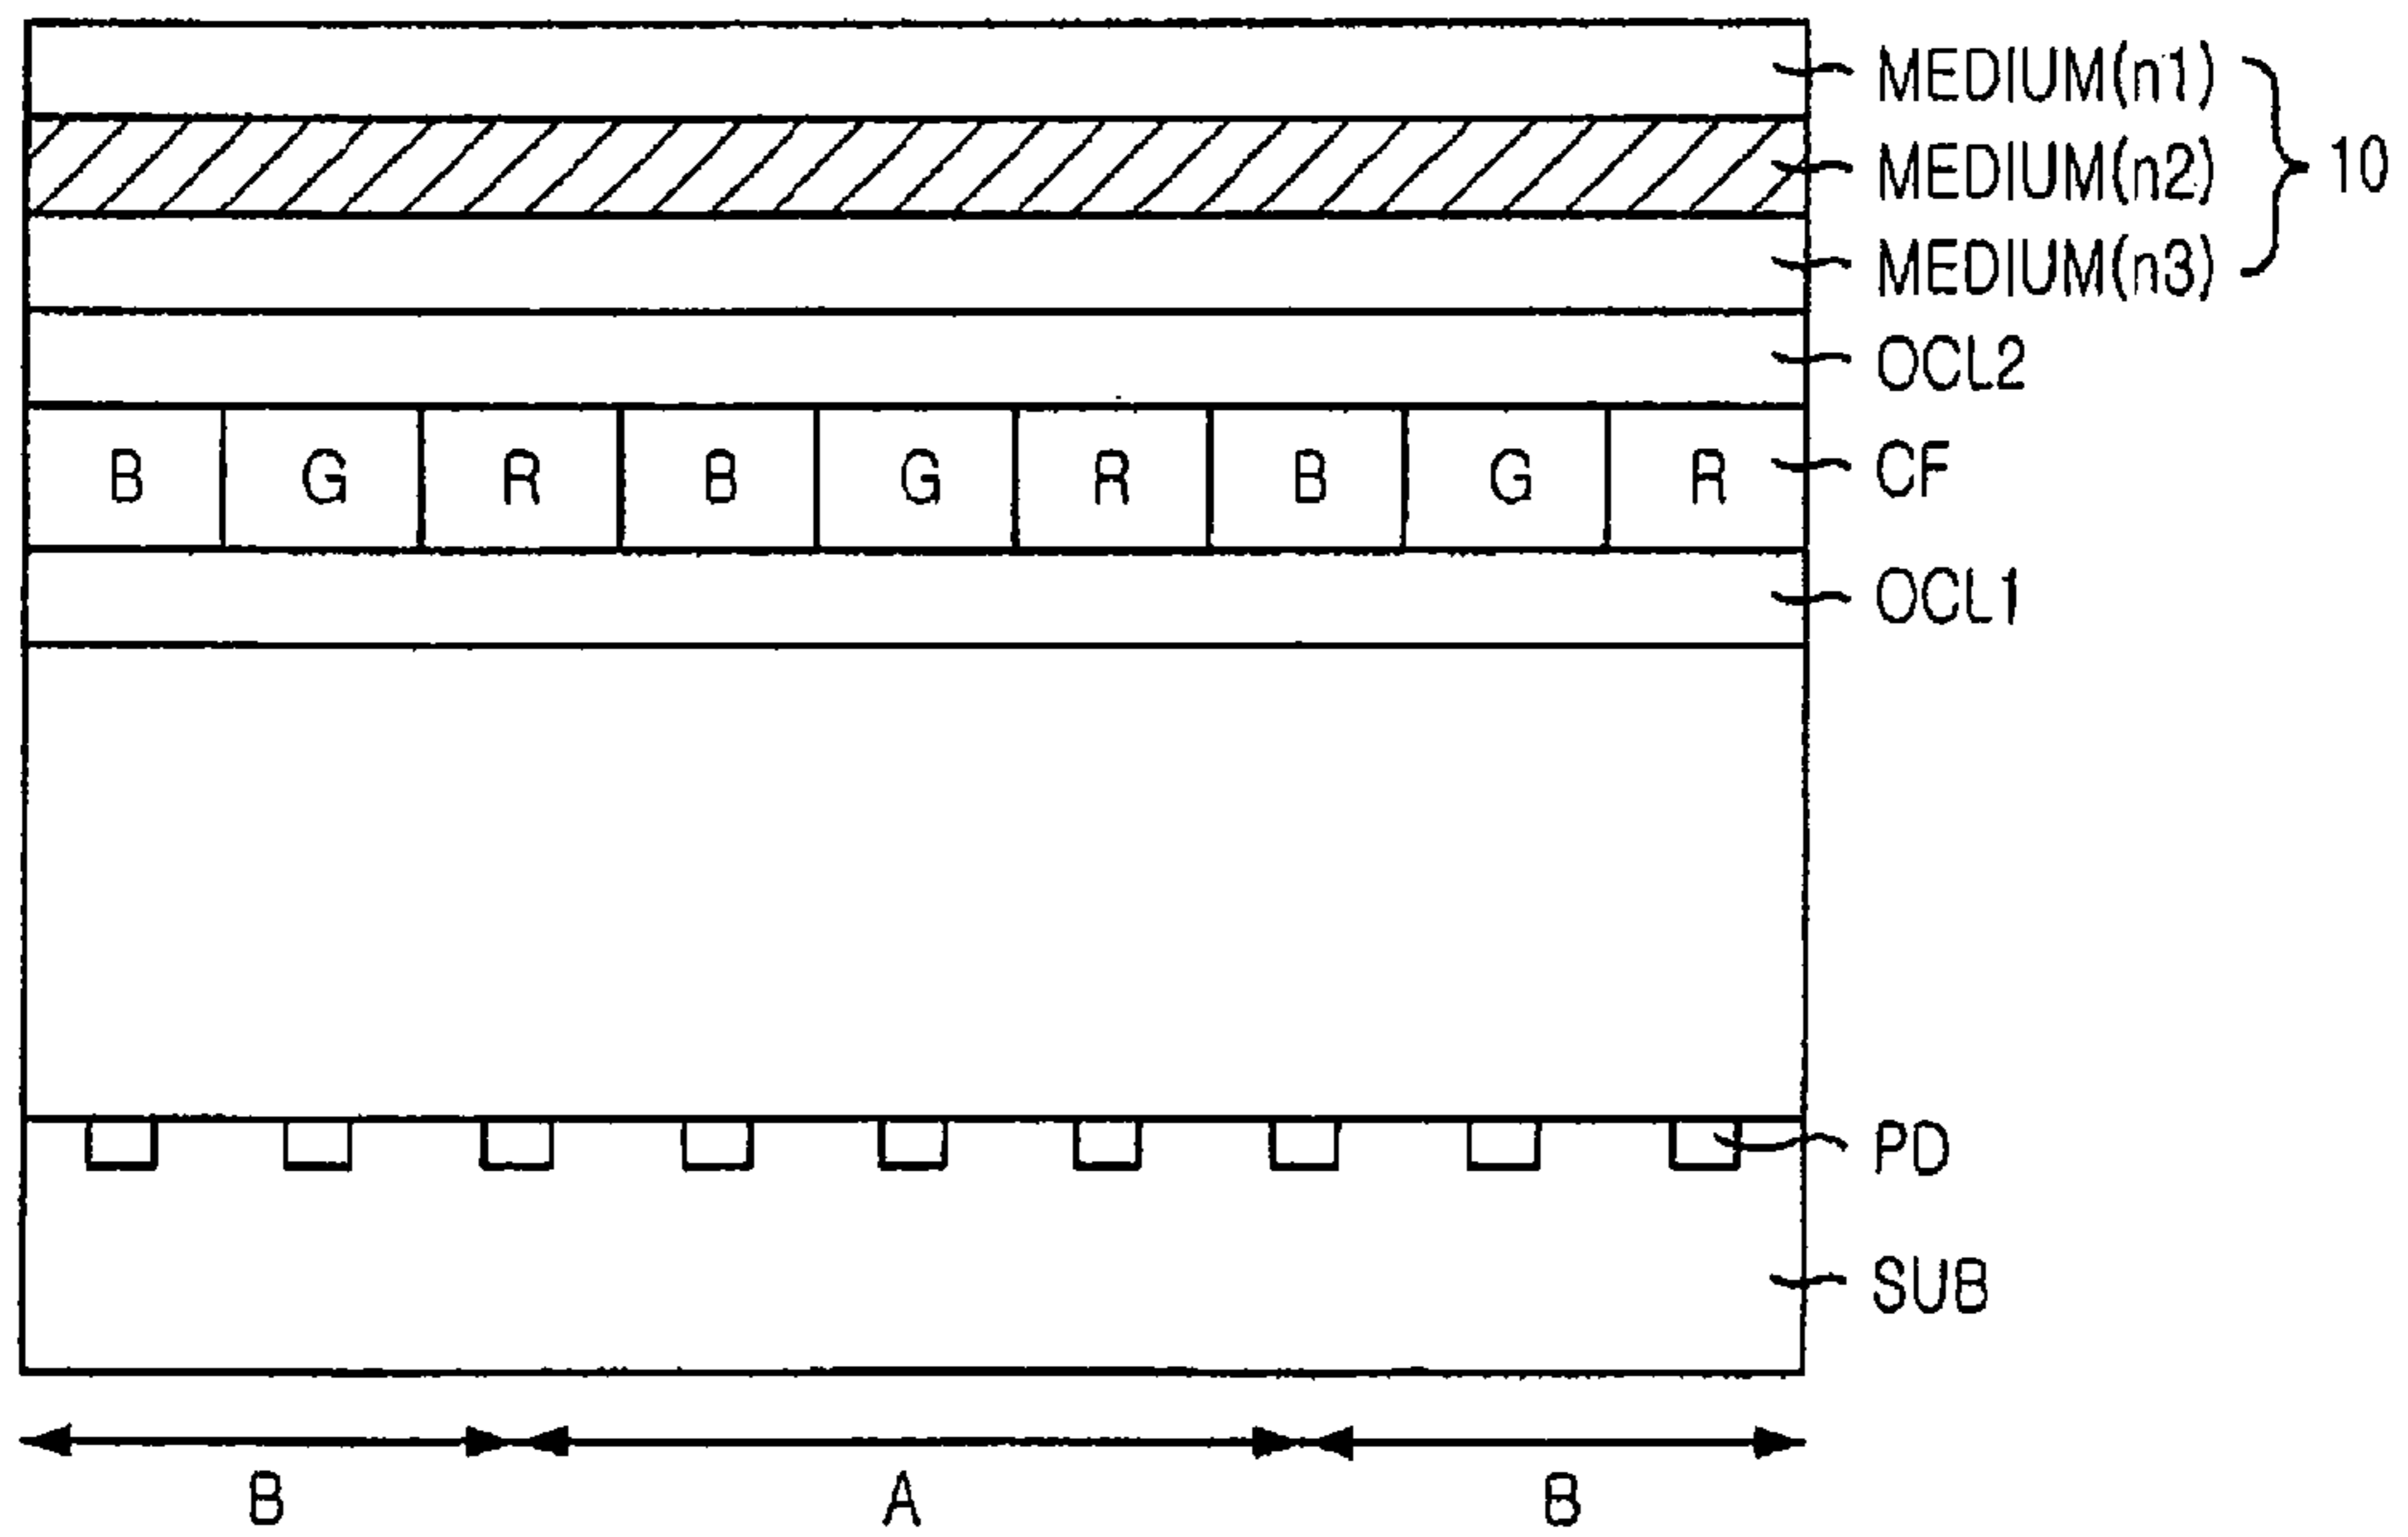 MEDIUM(n1)
MEDIUM(n2)
10
MEDIUM(n3)
OCL2
B G R B G R B G R
CF
OCL1
PD
SUB
B A B